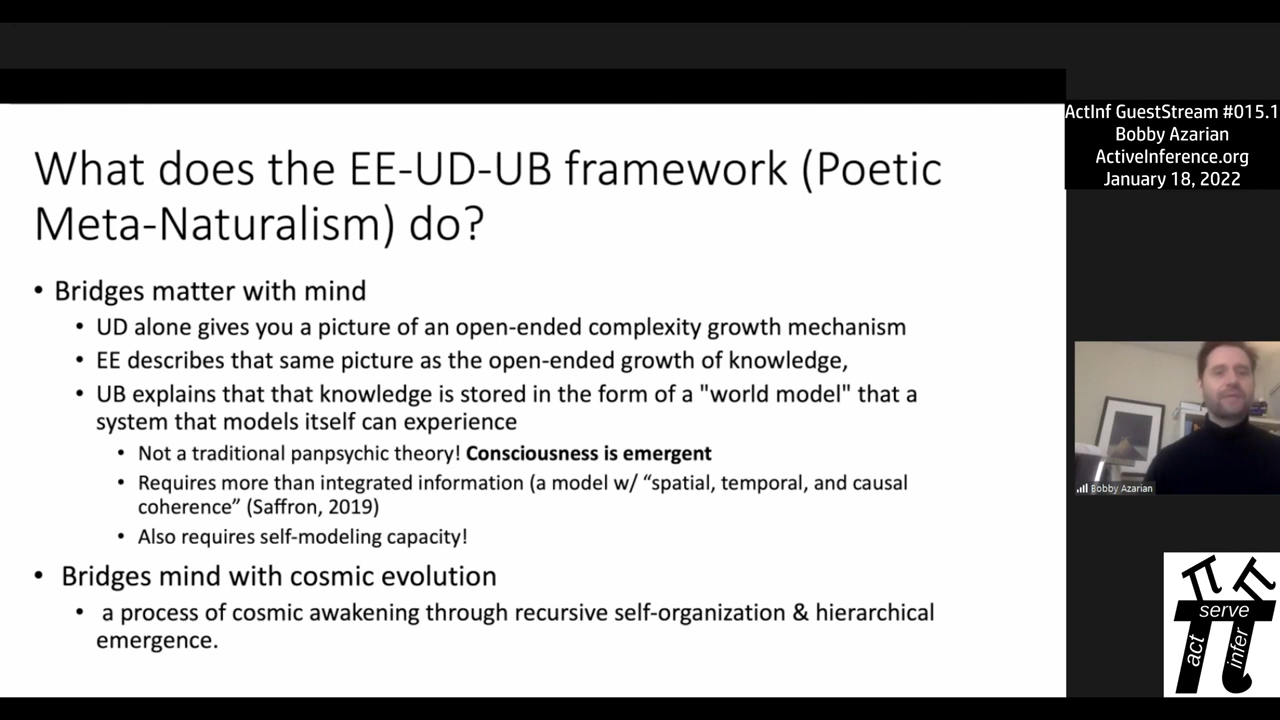 What does the EE-UD-UB framework (Poetic
Meta-Naturalism) do?
• Bridges matter with mind
• UD alone gives you a picture of an open-ended complexity growth mechanism
• EE describes that same picture as the open-ended growth of knowledge,
• UB explains that that knowledge is stored in the form of a "world model" that a
system that models itself can experience
• Not a traditional panpsychic theory! Consciousness is emergent
• Requires more than integrated information (a model w/ “spatial, temporal, and causal
coherence” (Saffron, 2019)
• Also requires self-modeling capacity!
• Bridges mind with cosmic evolution
• a process of cosmic awakening through recursive self-organization & hierarchical
emergence.
ActInf GuestStream #015.1
Bobby Azarian
ActiveInference.org
January 18, 2022
Bobby Azarian
serve
act
infer